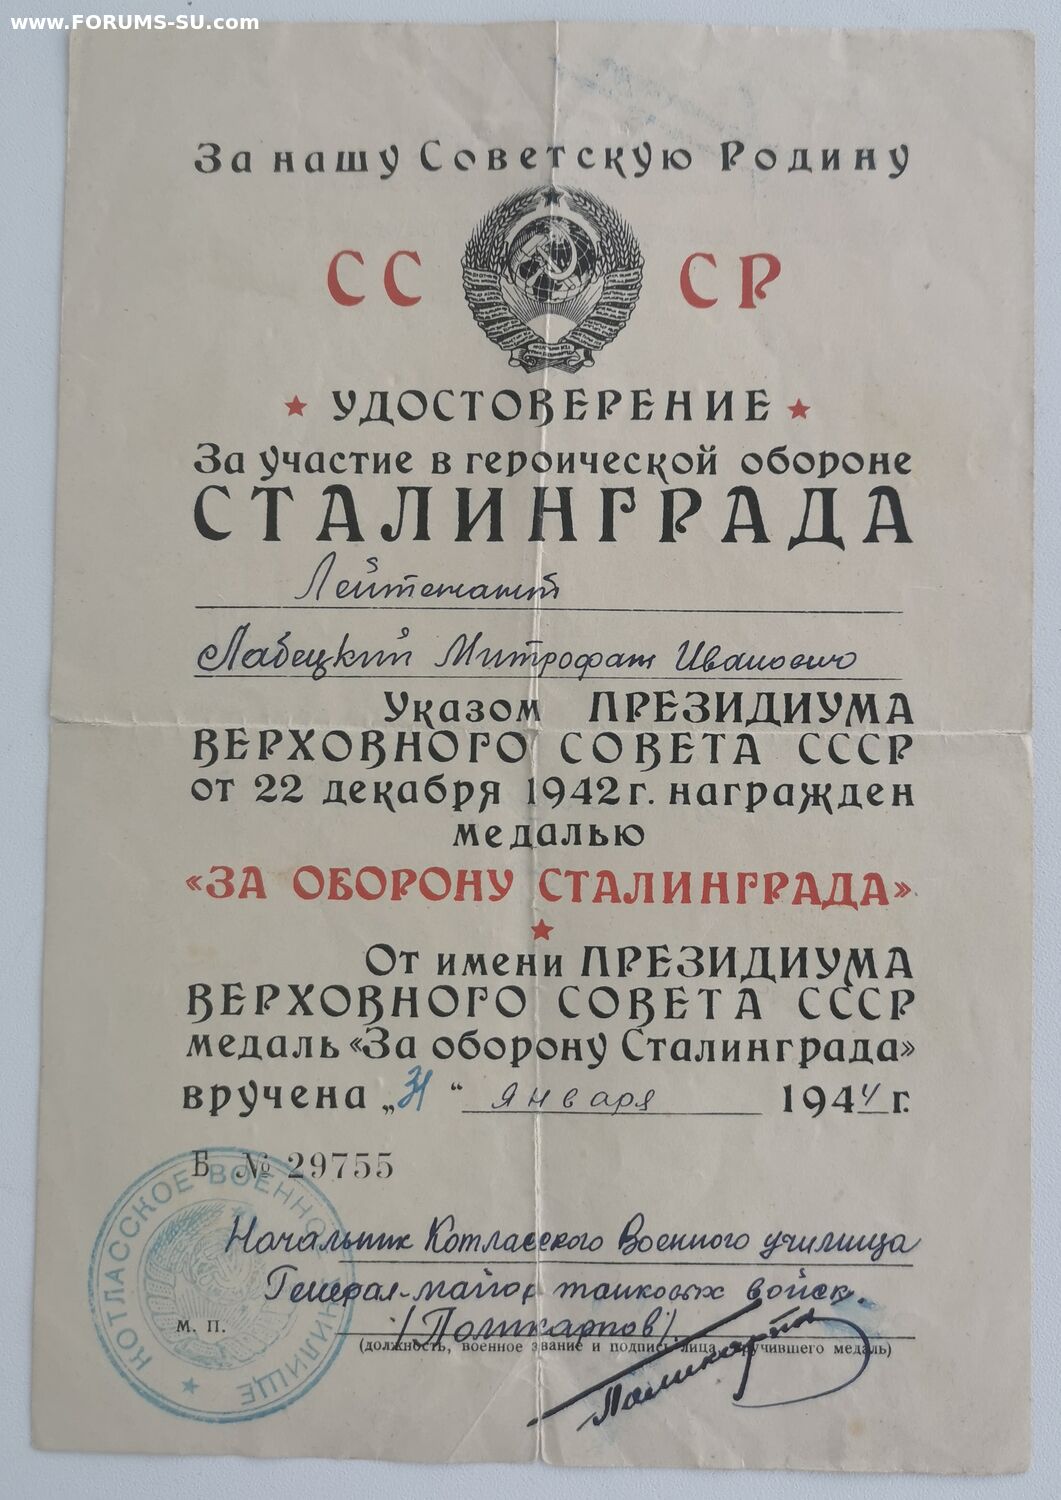 www.FORUMS-SU.com
За нашу Советскую Родину
СС СР
УДОСТОВЕРЕНИЕ
За участие в героической обороне
СТАЛИНГРАДА
Лейтенант
Лабецкий Митрофан Иванович
Указом ПРЕЗИДИУМА
ВЕРХОВНОГО СОВЕТА СССР
от 22 декабря 1942 г. награжден
медалью
«ЗА ОБОРОНУ СТАЛИНГРАДА».
От имени ПРЕЗИДИУМА
ВЕРХОВНОГО СОВЕТА СССР
медаль «За оборону Сталинграда»
вручена „31“ января 1944 г.
Б № 29755
Начальник Котласского Военного училища
Генерал-майор танковых войск.
/Поликарпов/.
м. п.
(должность, военное звание и подпись лица, вручившего медаль)
Поликарпов
КОТЛАССКОЕ ВОЕННОЕ УЧИЛИЩЕ